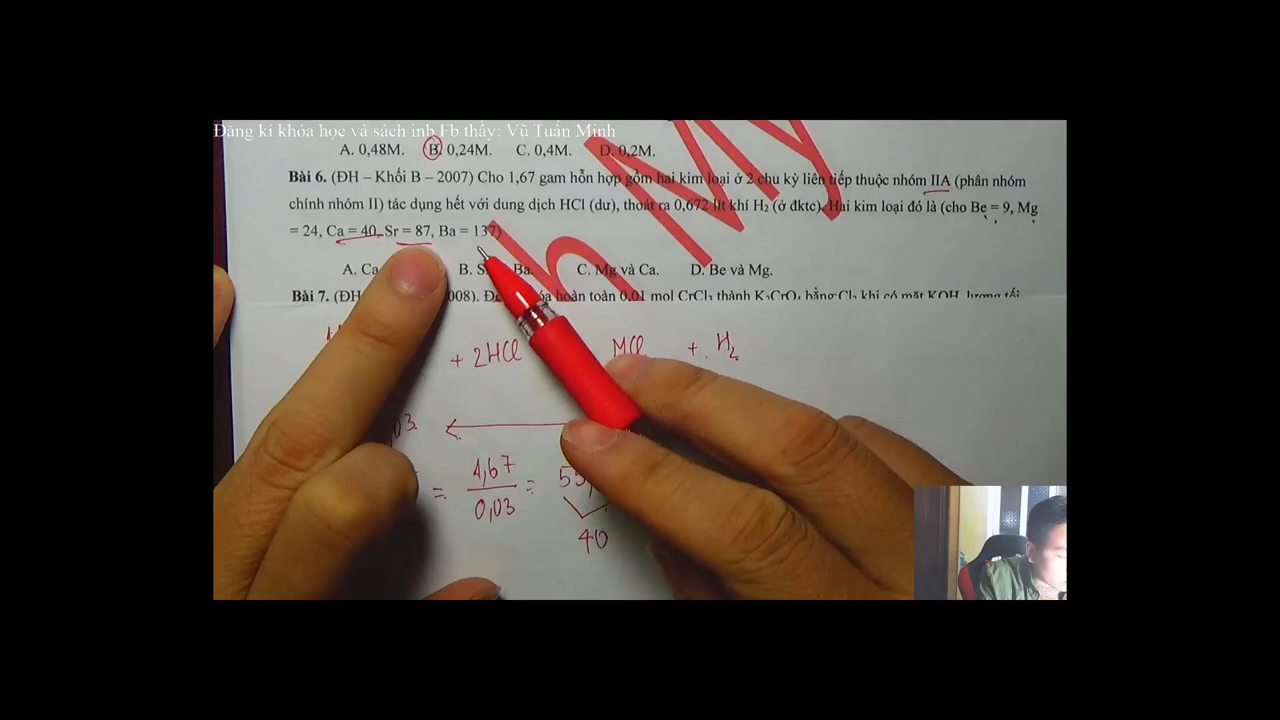 Đăng kí khóa học và sách inb Fb thầy: Vũ Tuấn Minh
A. 0,48M. B. 0,24M. C. 0,4M. D. 0,2M.
Bài 6. (ĐH – Khối B – 2007) Cho 1,67 gam hỗn hợp gồm hai kim loại ở 2 chu kỳ liên tiếp thuộc nhóm IIA (phân nhóm
chính nhóm II) tác dụng hết với dung dịch HCl (dư), thoát ra 0,672 lít khí H₂ (ở đktc). Hai kim loại đó là (cho Be = 9, Mg
= 24, Ca = 40, Sr = 87, Ba = 137)
A. Ca B. S Ba. C. Mg và Ca. D. Be và Mg.
Bài 7. (ĐH 008). hóa hoàn toàn 0,01 mol CrCl₃ thành K₂CrO₄ bằng Cl₂ khi có mặt KOH, lượng tối
h My
+ 2HCl MCl + H₂
03
= 1,67 / 0,03 = 55,
40